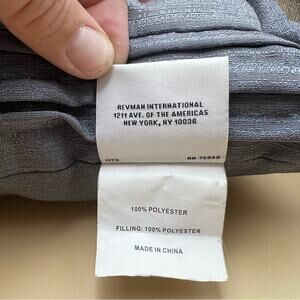 REVMAN INTERNATIONAL
1211 AVE. OF THE AMERICAS
NEW YORK, NY 10036
100% POLYESTER
FILLING: 100% POLYESTER
MADE IN CHINA